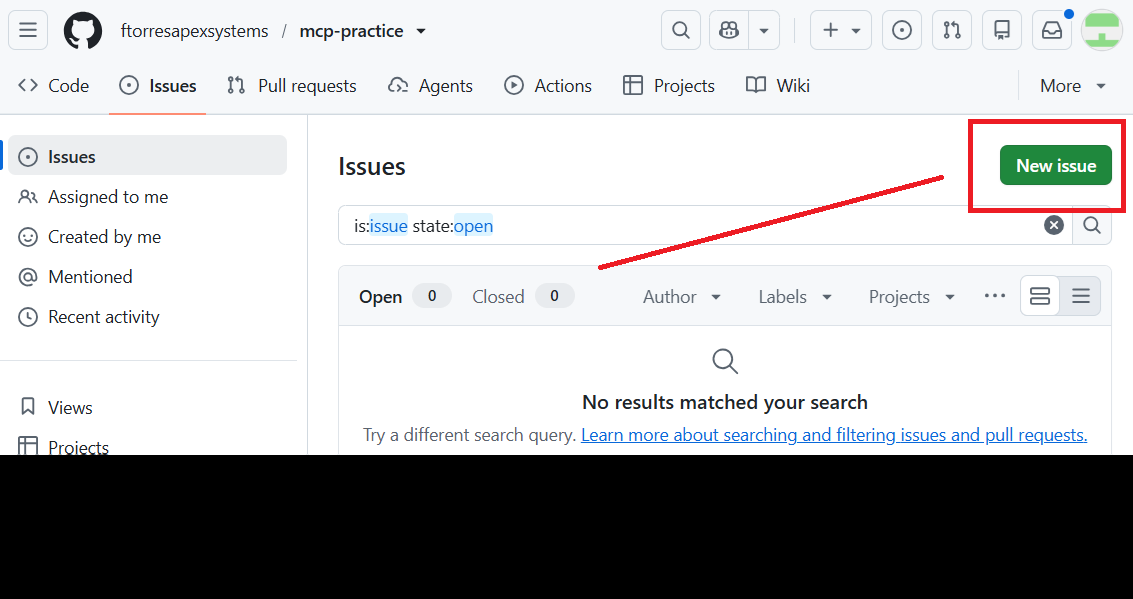 ftorresapexsystems / mcp-practice
Code Issues Pull requests Agents Actions Projects Wiki More
Issues
Assigned to me
Created by me
Mentioned
Recent activity
Views
Projects
Issues
New issue
is:issue state:open
Open 0 Closed 0 Author Labels Projects
No results matched your search
Try a different search query. Learn more about searching and filtering issues and pull requests.